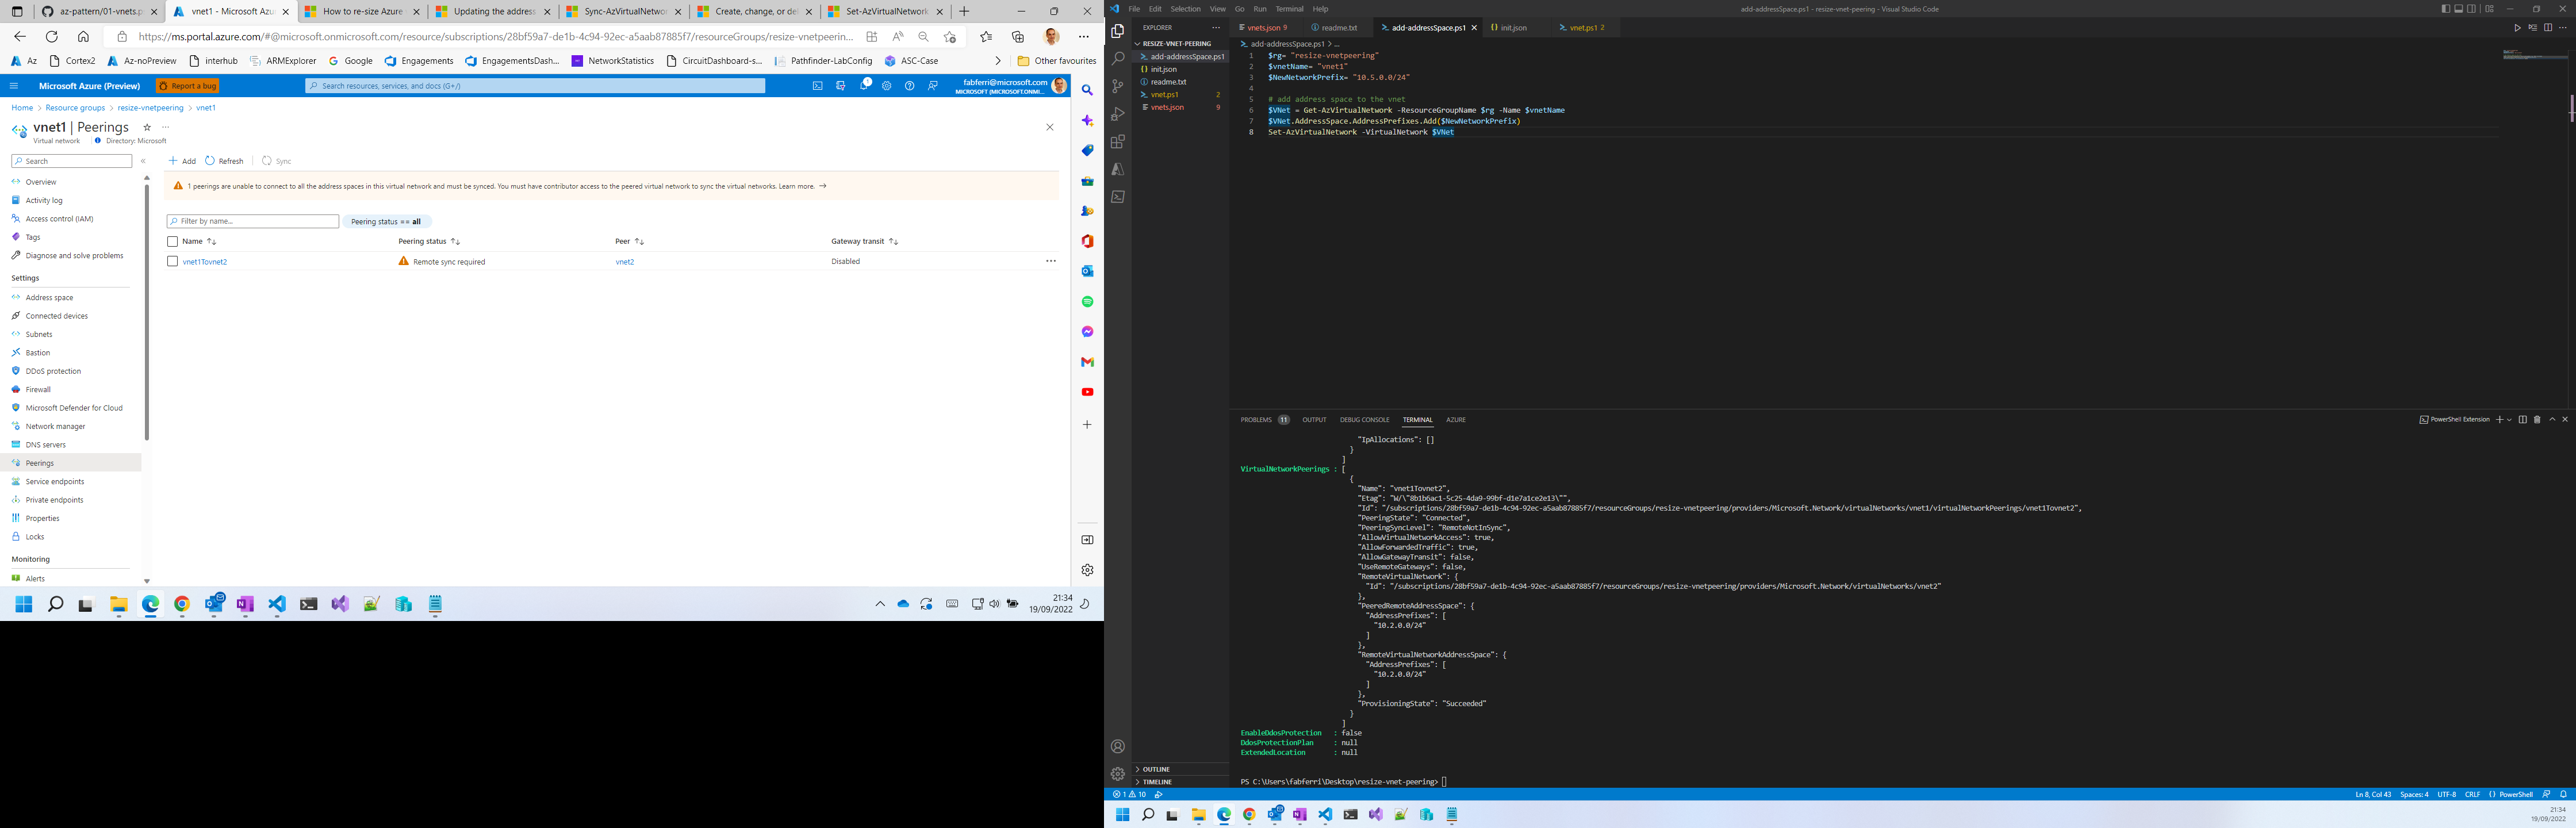 az-pattern/01-vnets.p
vnet1 - Microsoft Azu
How to re-size Azure
Updating the address
Sync-AzVirtualNetwor
Create, change, or de
Set-AzVirtualNetwork
https://ms.portal.azure.com/#@microsoft.onmicrosoft.com/resource/subscriptions/28bf59a7-de1b-4c94-92ec-a5aab87885f7/resourceGroups/resize-vnetpeerin...
Az
Cortex2
Az-noPreview
interhub
ARMExplorer
Google
Engagements
EngagementsDash...
NetworkStatistics
CircuitDashboard-s...
Pathfinder-LabConfig
ASC-Case
Other favourites
Microsoft Azure (Preview)
Report a bug
Search resources, services, and docs (G+/)
1
fabferri@microsoft.com
MICROSOFT (MICROSOFT.ONMI...
Home > Resource groups > resize-vnetpeering > vnet1
vnet1 | Peerings
Virtual network
Directory: Microsoft
Search
Add
Refresh
Sync
1 peerings are unable to connect to all the address spaces in this virtual network and must be synced. You must have contributor access to the peered virtual network to sync the virtual networks. Learn more.
Filter by name...
Peering status == all
Name
Peering status
Peer
Gateway transit
vnet1Tovnet2
Remote sync required
vnet2
Disabled
Overview
Activity log
Access control (IAM)
Tags
Diagnose and solve problems
Settings
Address space
Connected devices
Subnets
Bastion
DDoS protection
Firewall
Microsoft Defender for Cloud
Network manager
DNS servers
Peerings
Service endpoints
Private endpoints
Properties
Locks
Monitoring
Alerts
21:34
19/09/2022
File Edit Selection View Go Run Terminal Help
add-addressSpace.ps1 - resize-vnet-peering - Visual Studio Code
EXPLORER
RESIZE-VNET-PEERING
add-addressSpace.ps1
init.json
readme.txt
vnet.ps1 2
vnets.json 9
OUTLINE
TIMELINE
vnets.json 9
readme.txt
add-addressSpace.ps1
init.json
vnet.ps1 2
add-addressSpace.ps1 > ...
1 $rg= "resize-vnetpeering"
2 $vnetName= "vnet1"
3 $NewNetworkPrefix= "10.5.0.0/24"
4
5 # add address space to the vnet
6 $VNet = Get-AzVirtualNetwork -ResourceGroupName $rg -Name $vnetName
7 $VNet.AddressSpace.AddressPrefixes.Add($NewNetworkPrefix)
8 Set-AzVirtualNetwork -VirtualNetwork $VNet
PROBLEMS 11
OUTPUT
DEBUG CONSOLE
TERMINAL
AZURE
PowerShell Extension
"IpAllocations": []
}
]
VirtualNetworkPeerings : [
{
"Name": "vnet1Tovnet2",
"Etag": "W/\"8b1b6ac1-5c25-4da9-99bf-d1e7a1ce2e13\"",
"Id": "/subscriptions/28bf59a7-de1b-4c94-92ec-a5aab87885f7/resourceGroups/resize-vnetpeering/providers/Microsoft.Network/virtualNetworks/vnet1/virtualNetworkPeerings/vnet1Tovnet2",
"PeeringState": "Connected",
"PeeringSyncLevel": "RemoteNotInSync",
"AllowVirtualNetworkAccess": true,
"AllowForwardedTraffic": true,
"AllowGatewayTransit": false,
"UseRemoteGateways": false,
"RemoteVirtualNetwork": {
"Id": "/subscriptions/28bf59a7-de1b-4c94-92ec-a5aab87885f7/resourceGroups/resize-vnetpeering/providers/Microsoft.Network/virtualNetworks/vnet2"
},
"PeeredRemoteAddressSpace": {
"AddressPrefixes": [
"10.2.0.0/24"
]
},
"RemoteVirtualNetworkAddressSpace": {
"AddressPrefixes": [
"10.2.0.0/24"
]
},
"ProvisioningState": "Succeeded"
}
]
EnableDdosProtection : false
DdosProtectionPlan : null
ExtendedLocation : null
PS C:\Users\fabferri\Desktop\resize-vnet-peering>
1 10
Ln 8, Col 43
Spaces: 4
UTF-8
CRLF
PowerShell
21:34
19/09/2022